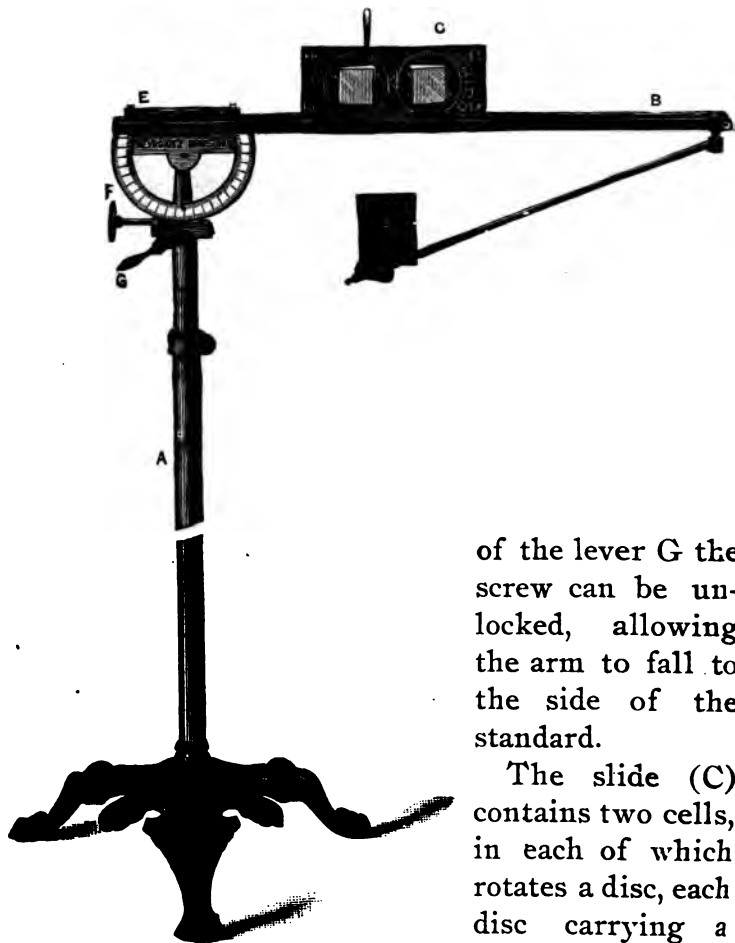 C
E
B
F
G
A
of the lever G the
screw can be un-
locked, allowing
the arm to fall to
the side of the
standard.
The slide (C)
contains two cells,
in each of which
rotates a disc, each
disc carrying a